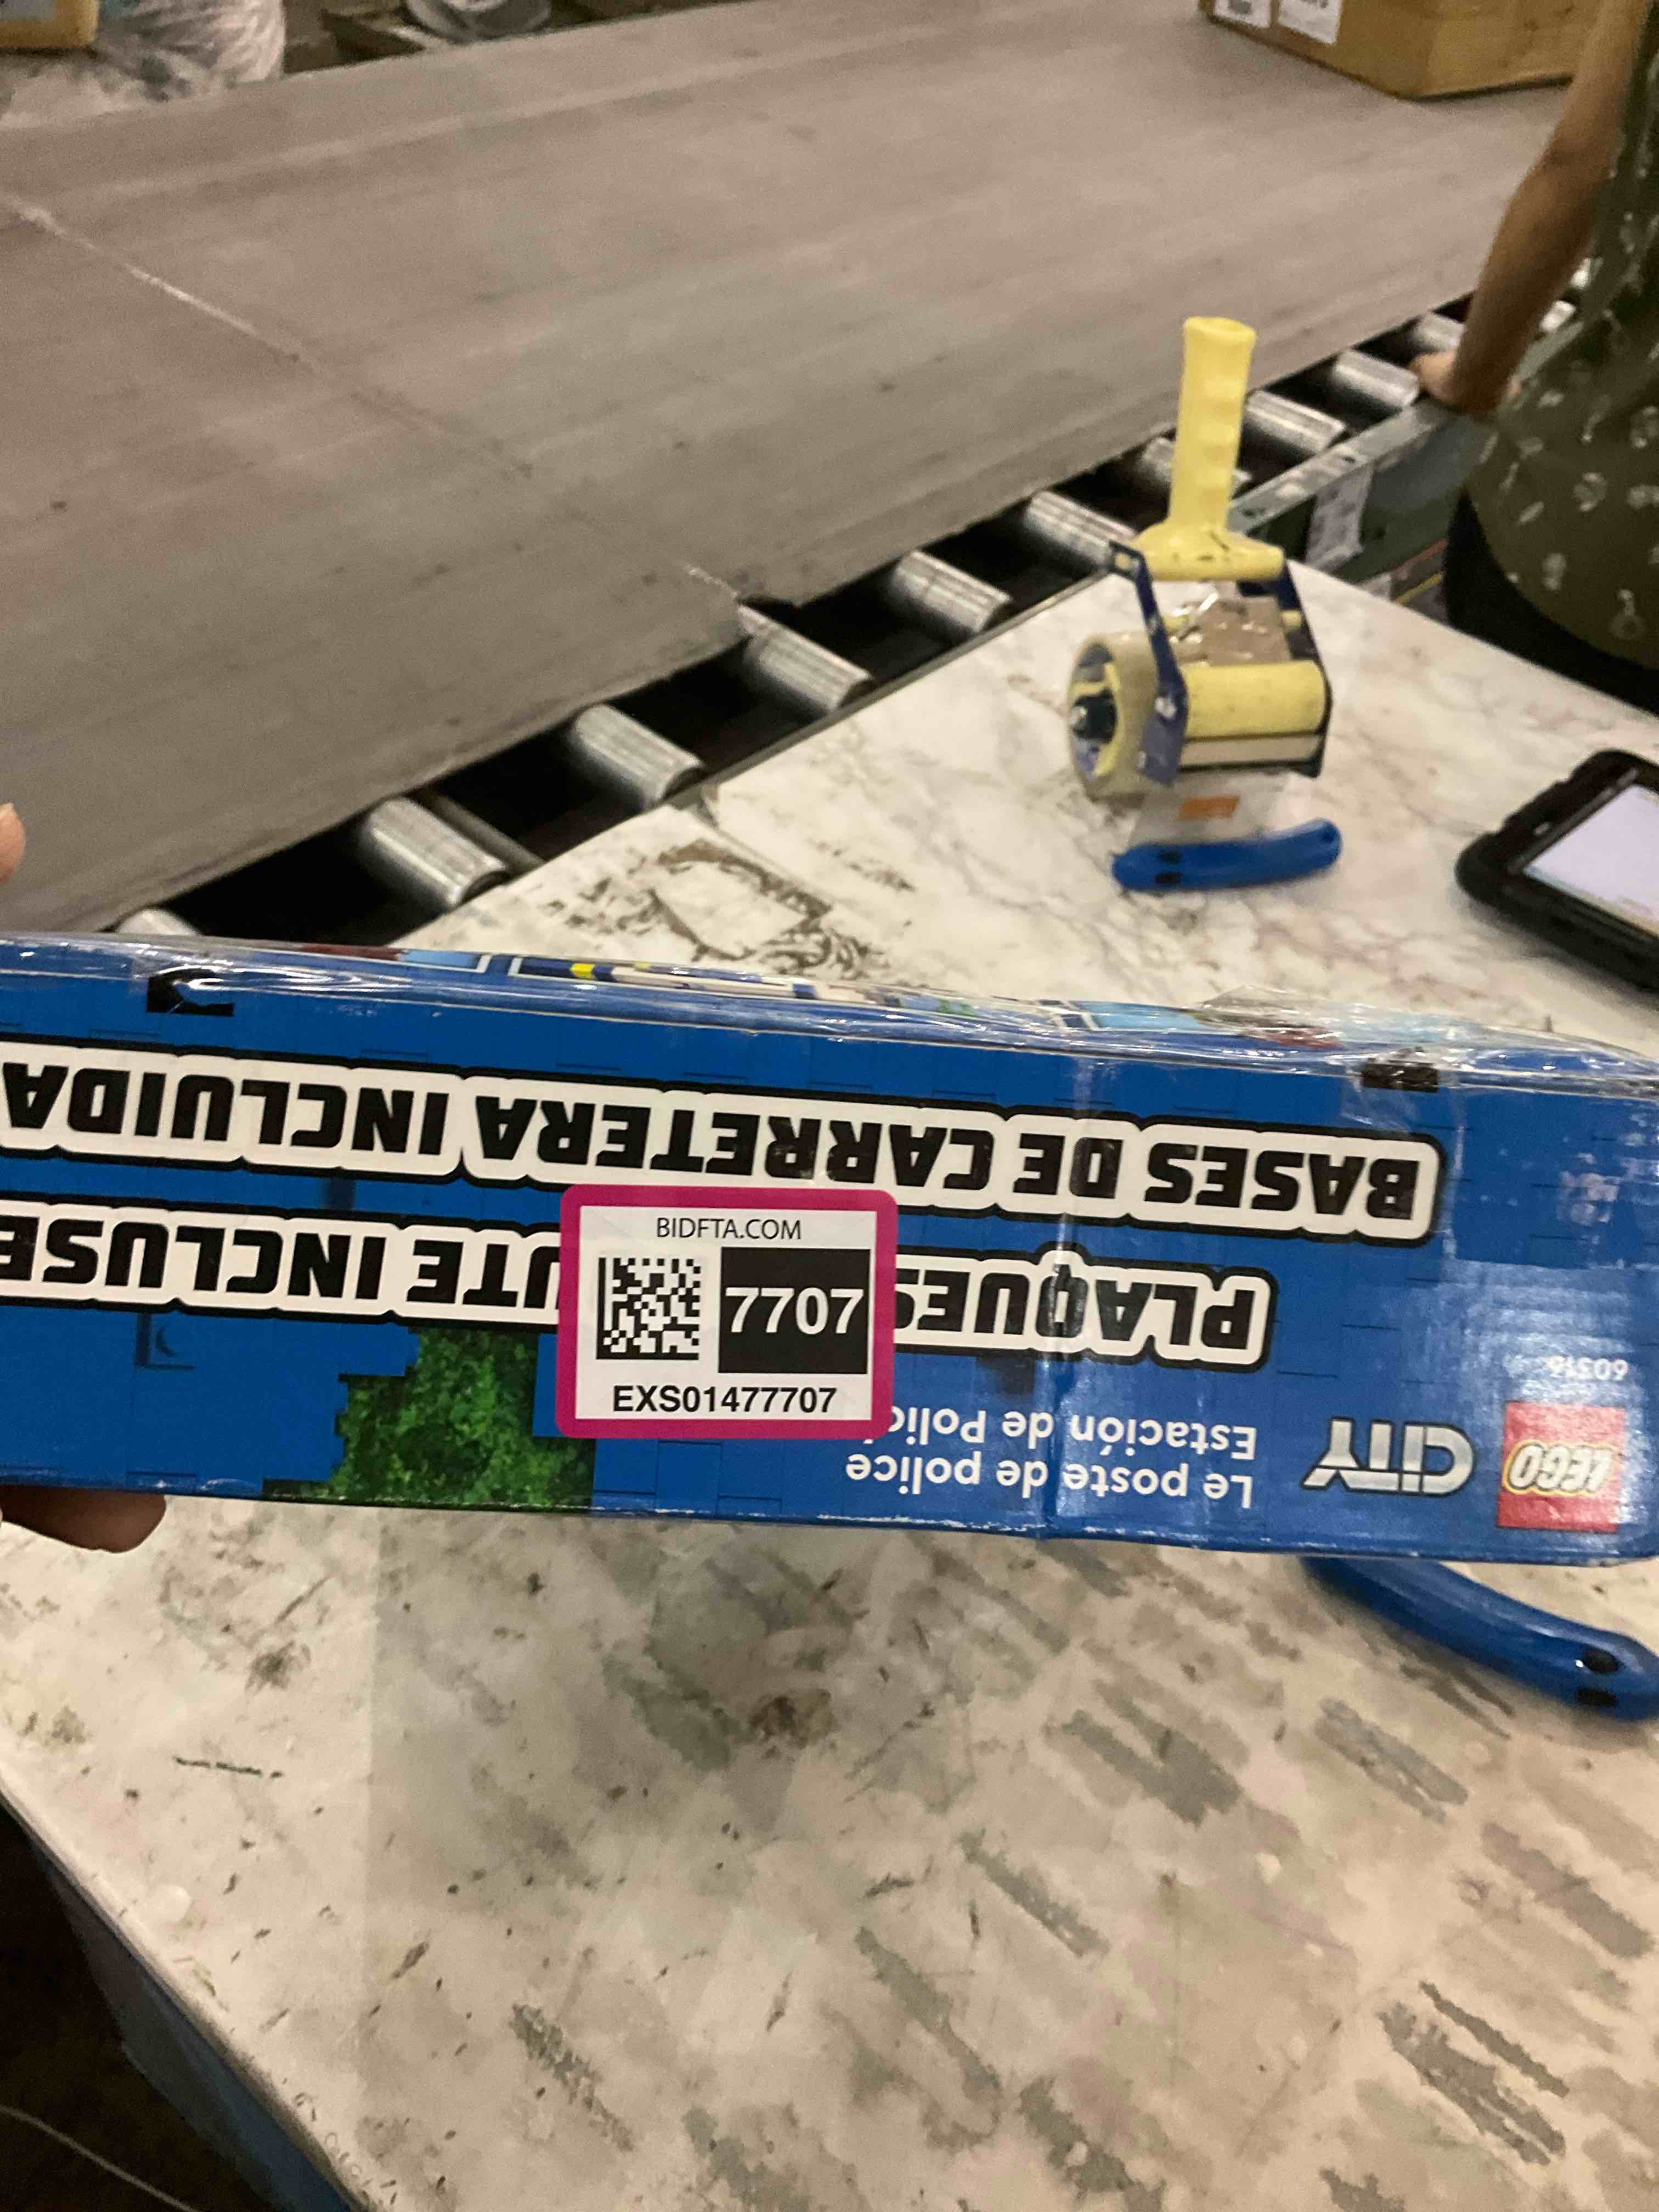 BIDFTA.COM
7707
EXS01477707
LEGO
CITY
Le poste de police
Estación de Polic
60316
PLAQUES
UTE INCLUSE
BASES DE CARRETERA INCLUIDA